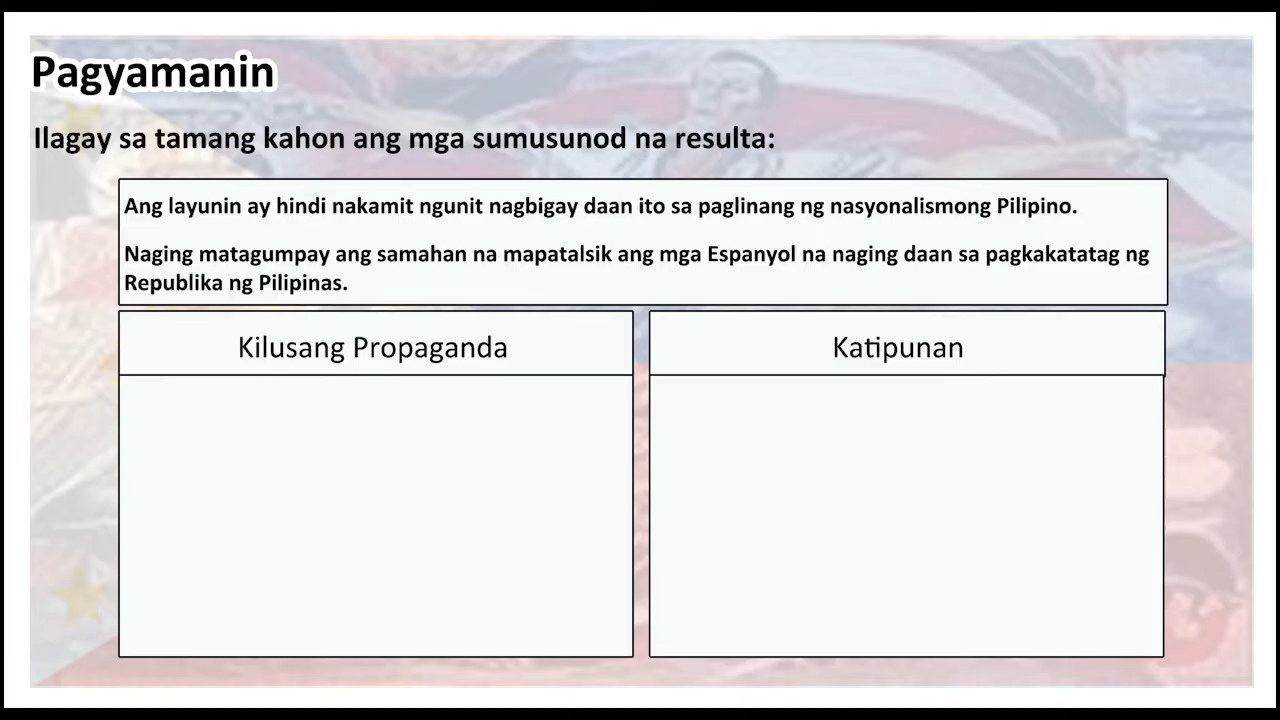 Pagyamanin
Ilagay sa tamang kahon ang mga sumusunod na resulta:
Ang layunin ay hindi nakamit ngunit nagbigay daan ito sa paglinang ng nasyonalismong Pilipino.
Naging matagumpay ang samahan na mapatalsik ang mga Espanyol na naging daan sa pagkakatatag ng
Republika ng Pilipinas.
Kilusang Propaganda
Katipunan